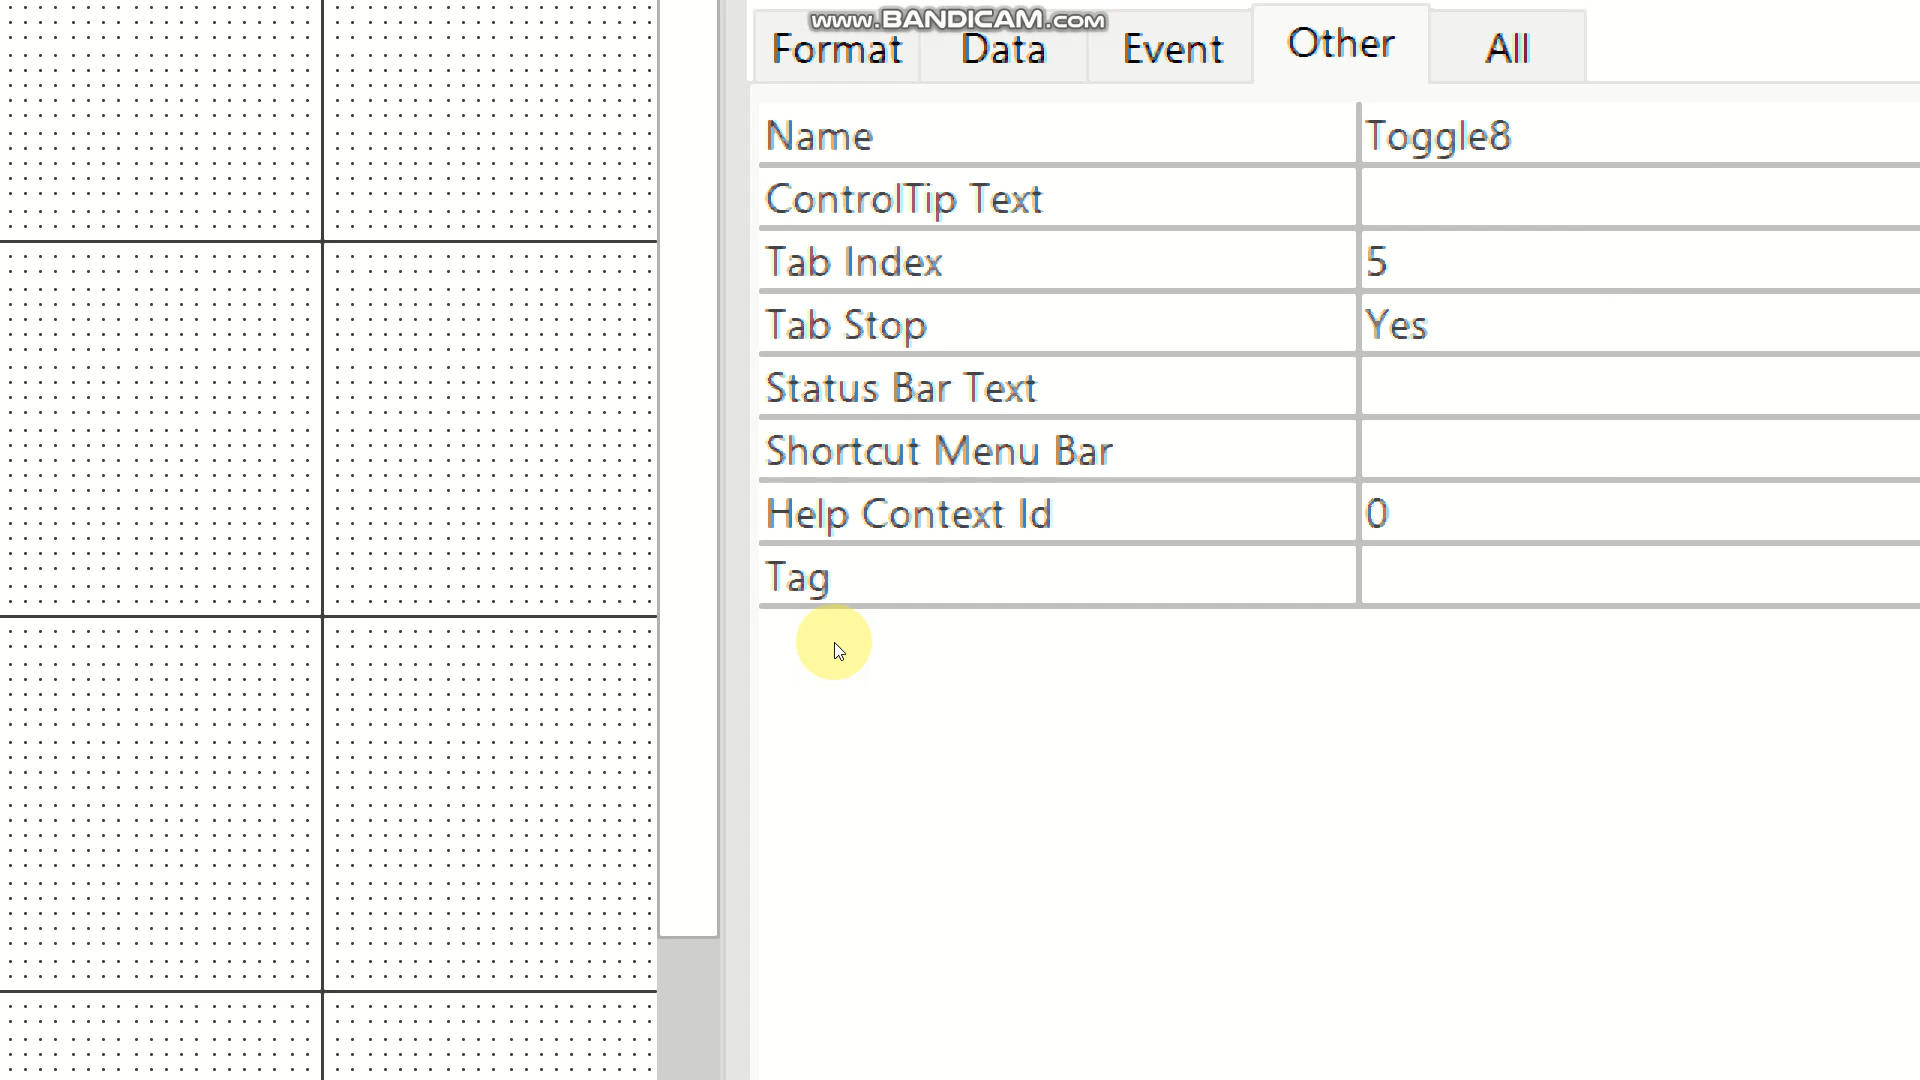 www.BANDICAM.com
Format Data Event Other All
Name Toggle8
ControlTip Text
Tab Index 5
Tab Stop Yes
Status Bar Text
Shortcut Menu Bar
Help Context Id 0
Tag